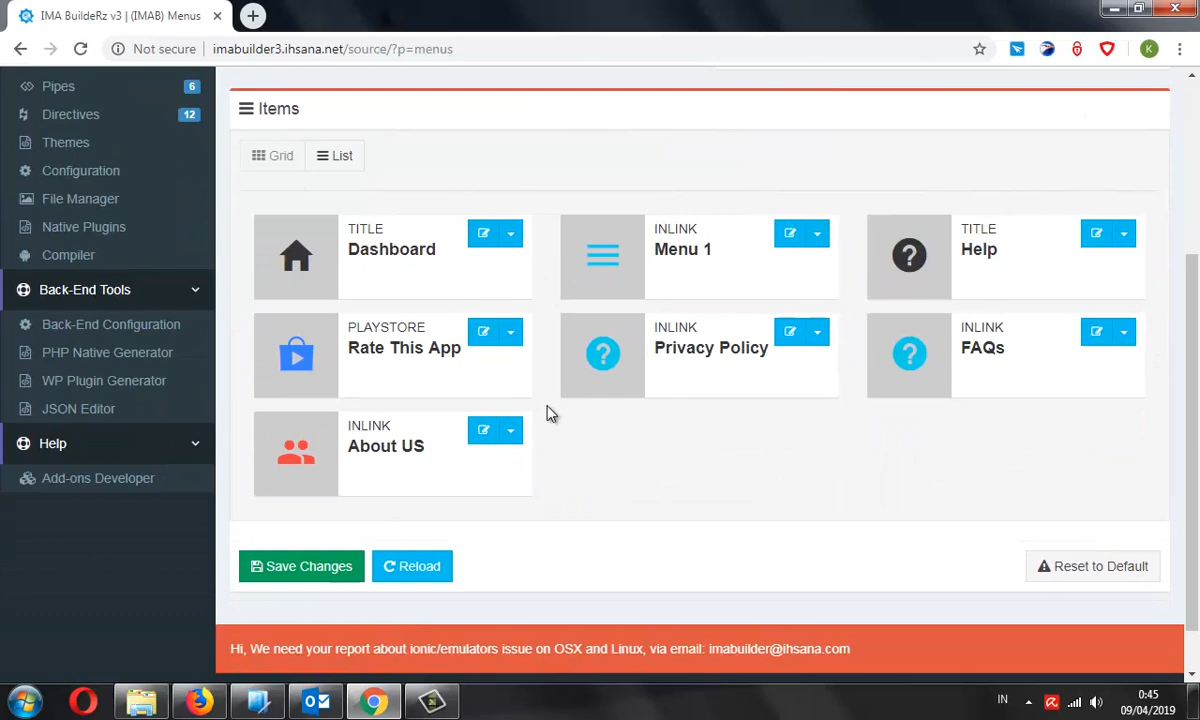 IMA BuildeRz v3 | (IMAB) Menus
Not secure
imabuilder3.ihsana.net/source/?p=menus
K
Pipes 6
Directives 12
Themes
Configuration
File Manager
Native Plugins
Compiler
Back-End Tools
Back-End Configuration
PHP Native Generator
WP Plugin Generator
JSON Editor
Help
Add-ons Developer
Items
Grid List
TITLE
Dashboard
INLINK
Menu 1
TITLE
Help
PLAYSTORE
Rate This App
INLINK
Privacy Policy
INLINK
FAQs
INLINK
About US
Save Changes Reload Reset to Default
Hi, We need your report about ionic/emulators issue on OSX and Linux, via email: imabuilder@ihsana.com
IN
0:45
09/04/2019